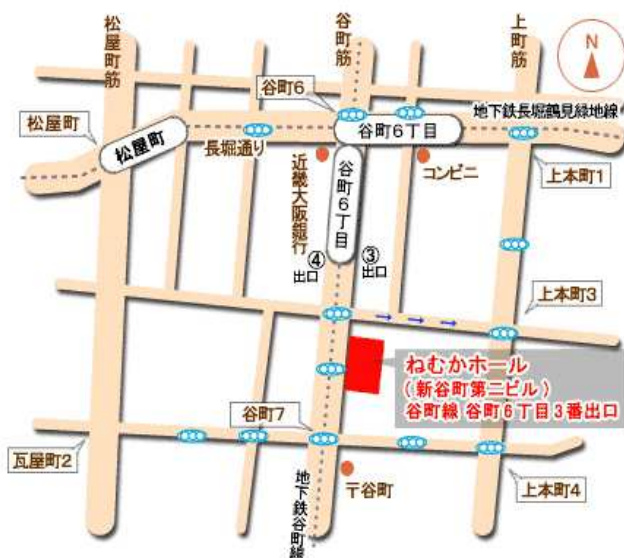 松屋町筋
谷町筋
上町筋
N
谷町6
松屋町
松屋町
長堀通り
谷町6丁目
地下鉄長堀鶴見緑地線
近畿大阪銀行
谷町6丁目
コンビニ
上本町1
④
出口
③
出口
上本町3
ねむかホール
(新谷町第二ビル)
谷町線 谷町6丁目3番出口
谷町7
瓦屋町2
地下鉄谷町線
〒谷町
上本町4